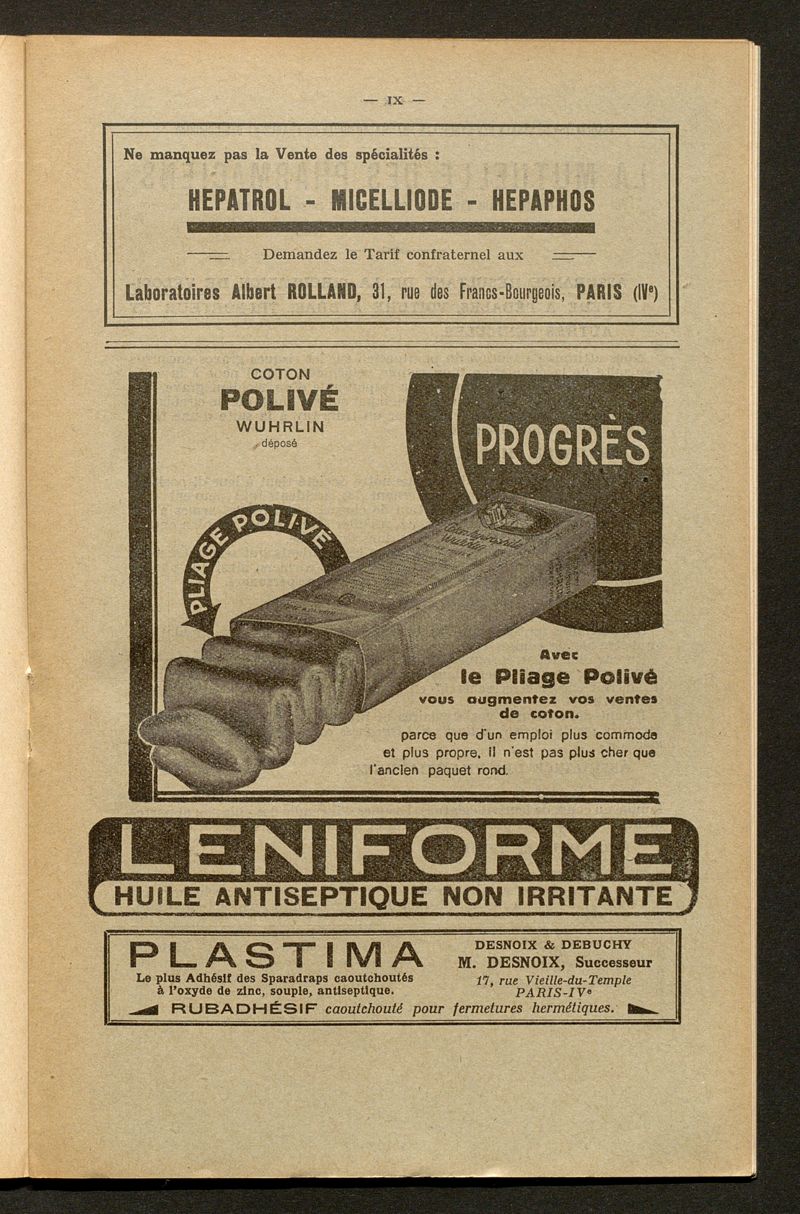 — IX —
Ne manquez pas la Vente des spécialités :
HEPATROL - MICELLIODE - HEPAPHOS
Demandez le Tarif confraternel aux
Laboratoires Albert ROLLAND, 31, rue des Francs-Bourgeois, PARIS (IVe)
COTON
POLIVÉ
WUHRLIN
déposé
PROGRÈS
PLIAGE POLIVÉ
Avec
le Pliage Polivé
vous augmentez vos ventes
de coton.
parce que d'un emploi plus commode
et plus propre, Il n'est pas plus cher que
l'ancien paquet rond.
LENIFORME
HUILE ANTISEPTIQUE NON IRRITANTE
PLASTIMA
Le plus Adhésif des Sparadraps caoutchoutés
à l'oxyde de zinc, souple, antiseptique.
DESNOIX & DEBUCHY
M. DESNOIX, Successeur
17, rue Vieille-du-Temple
PARIS-IVe
RUBADHÉSIF caoutchouté pour fermetures hermétiques.